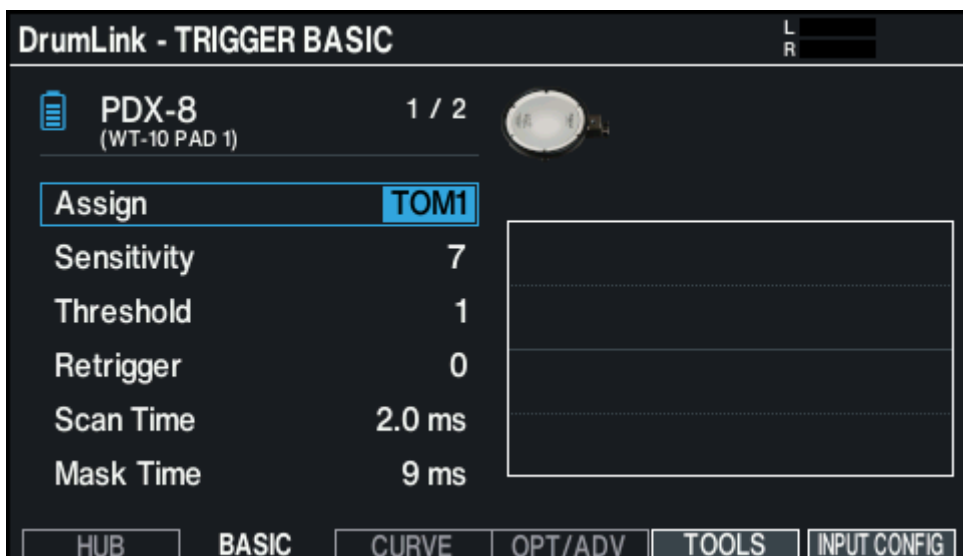 DrumLink - TRIGGER BASIC
L
R
PDX-8 1 / 2
(WT-10 PAD 1)
Assign TOM1
Sensitivity 7
Threshold 1
Retrigger 0
Scan Time 2.0 ms
Mask Time 9 ms
HUB BASIC CURVE OPT/ADV TOOLS INPUT CONFIG